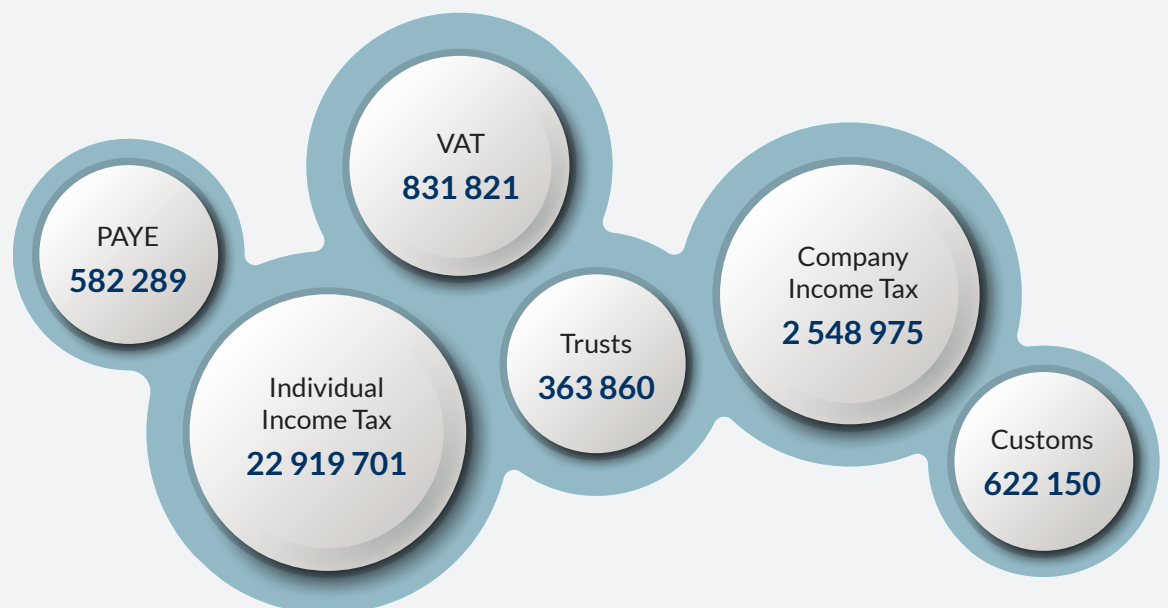 VAT
831 821
PAYE
582 289
Company
Income Tax
2 548 975
Trusts
363 860
Individual
Income Tax
22 919 701
Customs
622 150